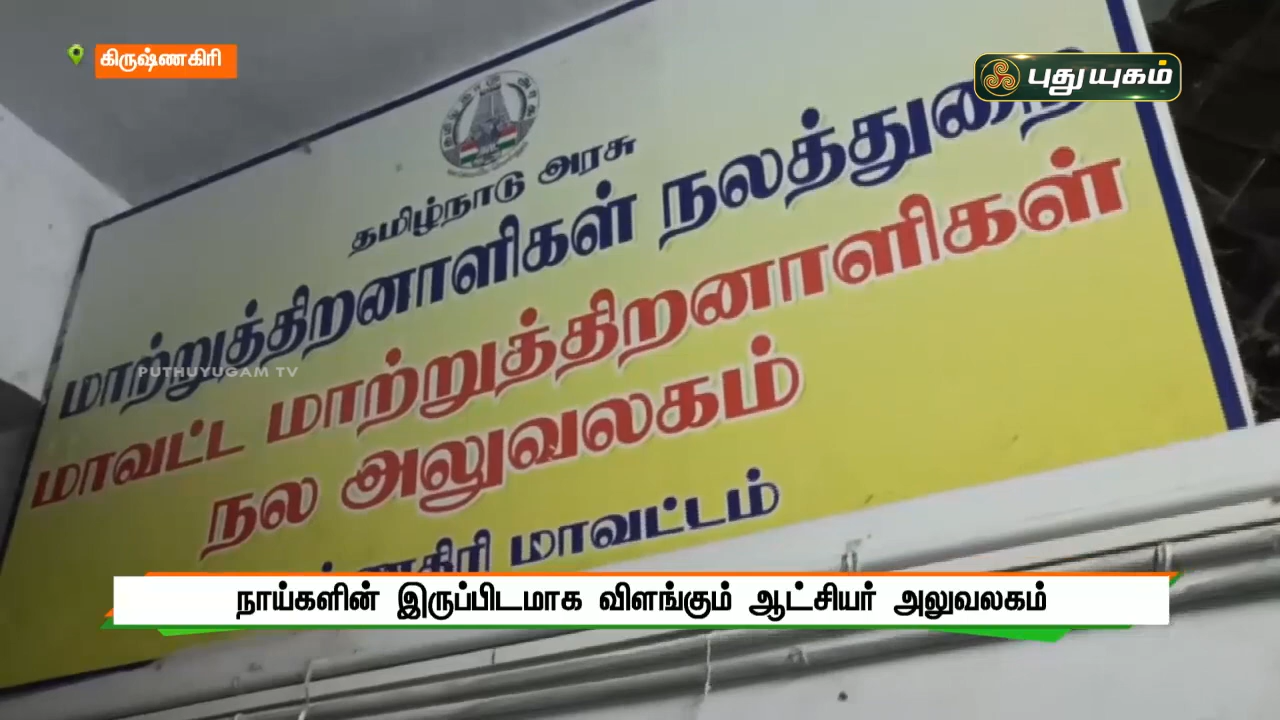 கிருஷ்ணகிரி
புதுயுகம்
தமிழ்நாடு அரசு
மாற்றுத்திறனாளிகள் நலத்துறை
மாவட்ட மாற்றுத்திறனாளிகள்
நல அலுவலகம்
மாவட்டம்
PUTHUYUGAM TV
நாய்களின் இருப்பிடமாக விளங்கும் ஆட்சியர் அலுவலகம்